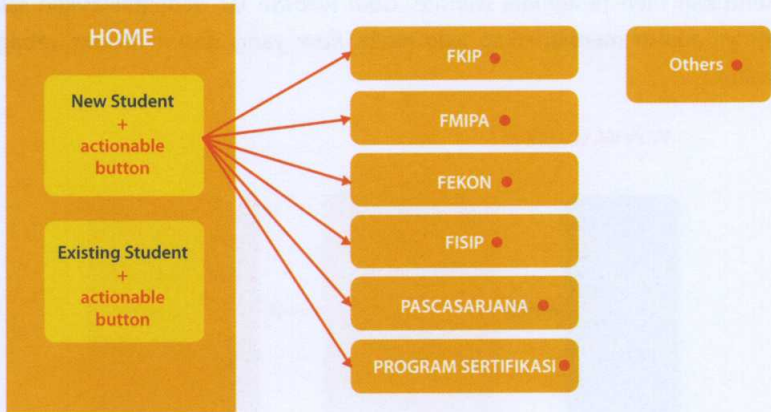 HOME
New Student
+
actionable
button
Existing Student
+
actionable
button
FKIP
FMIPA
FEKON
FISIP
PASCASARJANA
PROGRAM SERTIFIKASI
Others